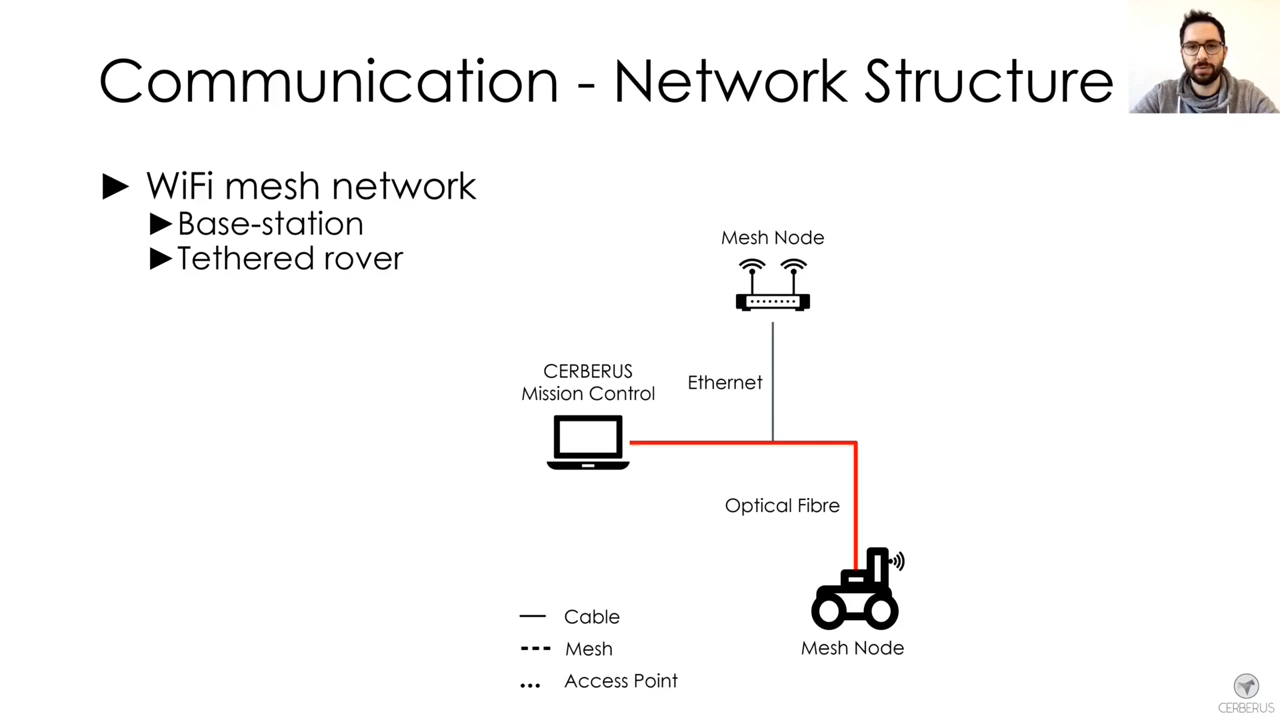 Communication - Network Structure
► WiFi mesh network
►Base-station
►Tethered rover
Mesh Node
CERBERUS
Mission Control
Ethernet
Optical Fibre
Mesh Node
Cable
Mesh
Access Point
CERBERUS